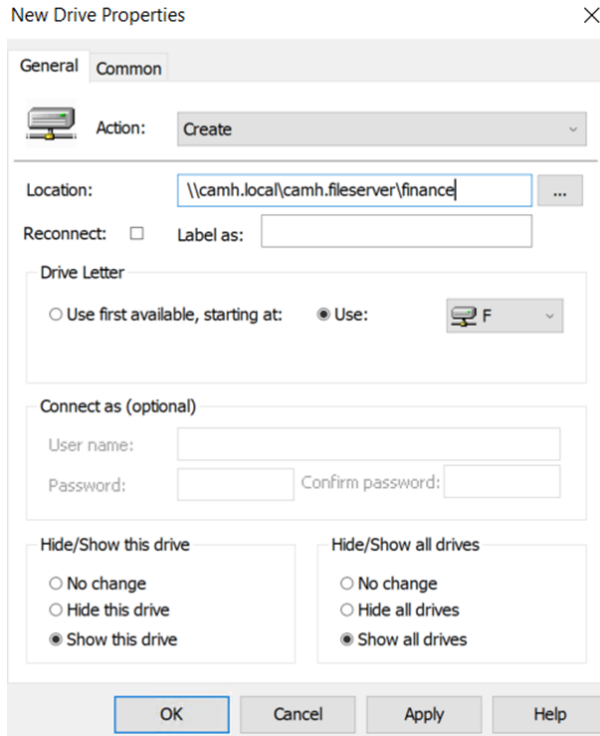 New Drive Properties
General Common
Action: Create
Location: \\camh.local\camh.fileserver\finance ...
Reconnect: Label as:
Drive Letter
Use first available, starting at: Use: F
Connect as (optional)
User name:
Password: Confirm password:
Hide/Show this drive Hide/Show all drives
No change No change
Hide this drive Hide all drives
Show this drive Show all drives
OK Cancel Apply Help